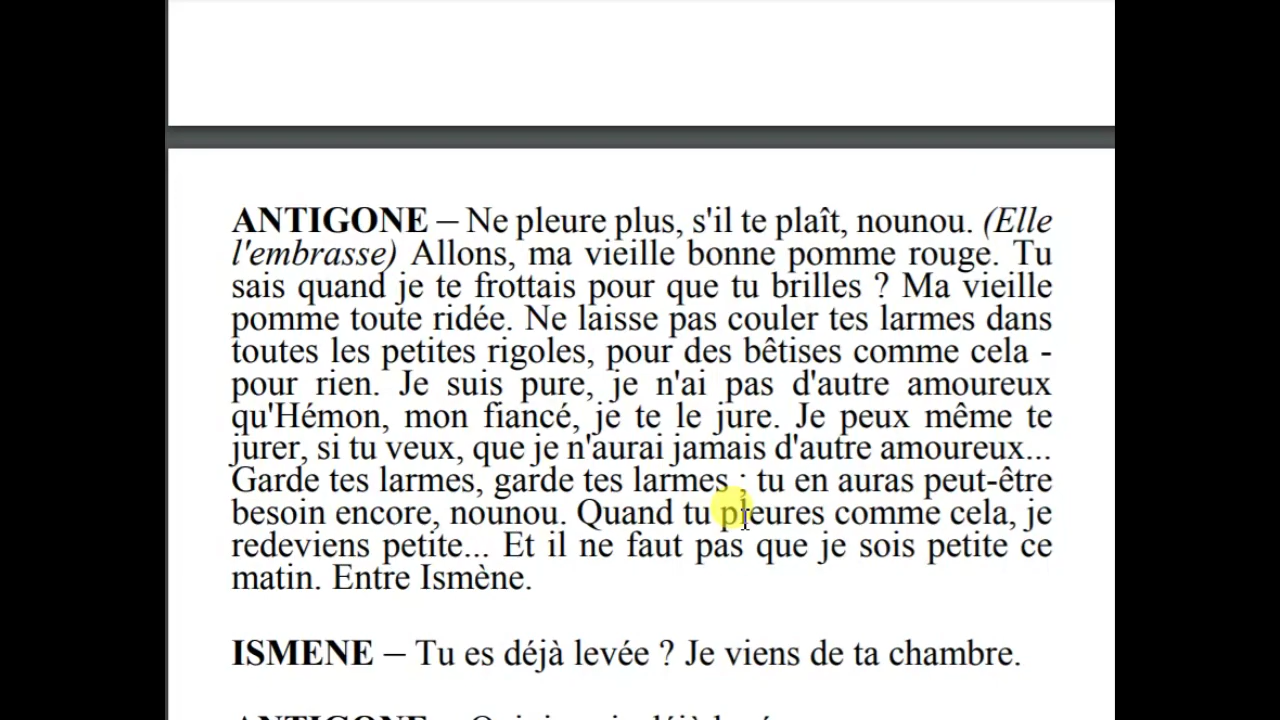 ANTIGONE – Ne pleure plus, s'il te plaît, nounou. (Elle
l'embrasse) Allons, ma vieille bonne pomme rouge. Tu
sais quand je te frottais pour que tu brilles ? Ma vieille
pomme toute ridée. Ne laisse pas couler tes larmes dans
toutes les petites rigoles, pour des bêtises comme cela -
pour rien. Je suis pure, je n'ai pas d'autre amoureux
qu'Hémon, mon fiancé, je te le jure. Je peux même te
jurer, si tu veux, que je n'aurai jamais d'autre amoureux...
Garde tes larmes, garde tes larmes ; tu en auras peut-être
besoin encore, nounou. Quand tu pleures comme cela, je
redeviens petite... Et il ne faut pas que je sois petite ce
matin. Entre Ismène.
ISMENE – Tu es déjà levée ? Je viens de ta chambre.